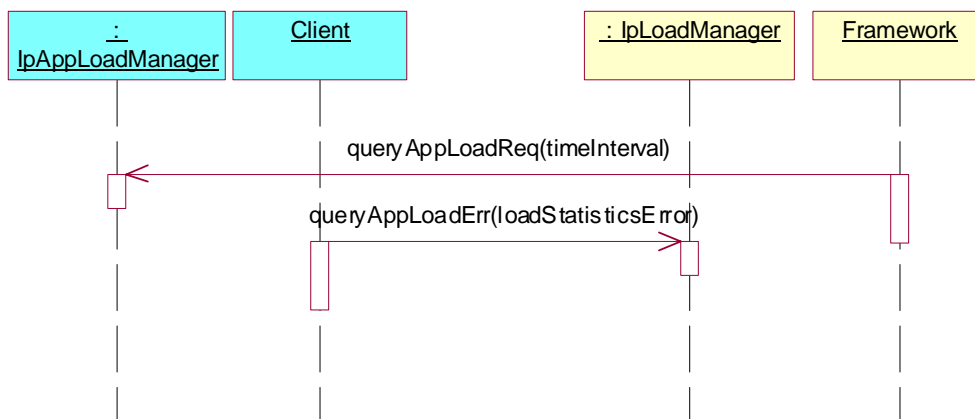 :
IpAppLoadManager
Client
: IpLoadManager
Framework
queryAppLoadReq(timeInterval)
queryAppLoadErr(loadStatisticsError)